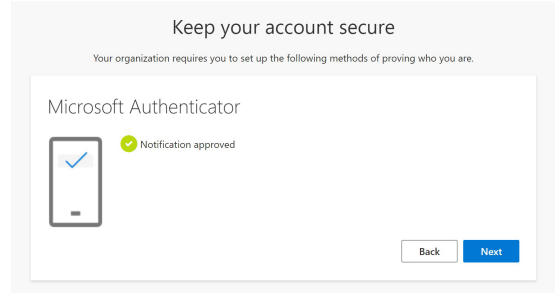 Keep your account secure
Your organization requires you to set up the following methods of proving who you are.
Microsoft Authenticator
Notification approved
Back Next